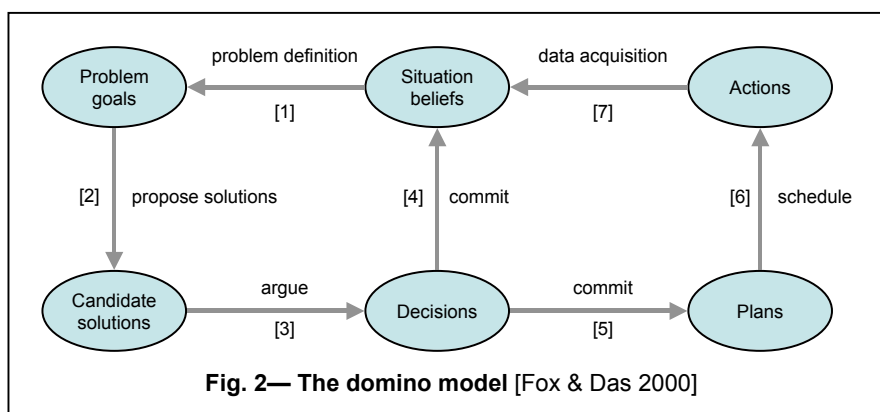 problem definition
data acquisition
Problem
goals
Situation
beliefs
Actions
[1]
[7]
[2]
propose solutions
[4]
commit
[6]
schedule
argue
commit
Candidate
solutions
Decisions
Plans
[3]
[5]
Fig. 2— The domino model [Fox & Das 2000]